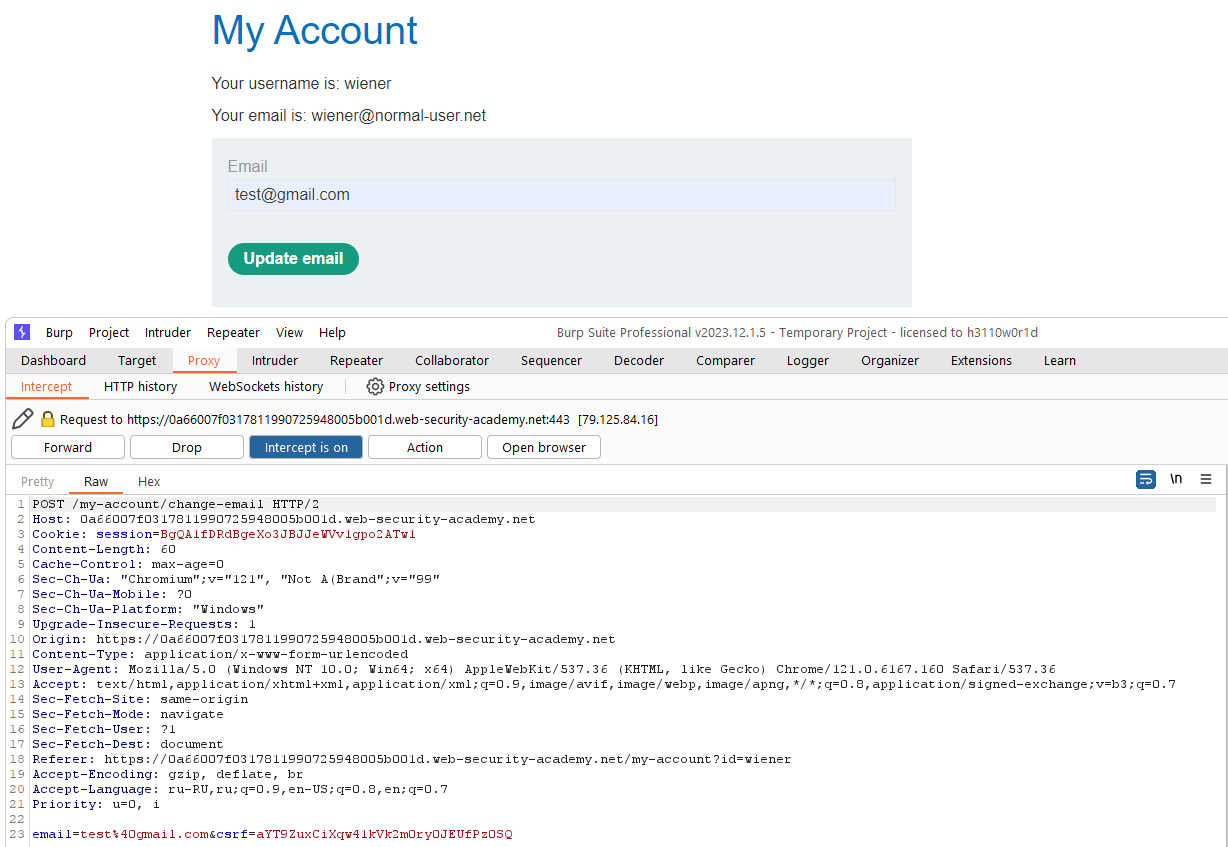 My Account
Your username is: wiener
Your email is: wiener@normal-user.net
Email
test@gmail.com
Update email
Burp Project Intruder Repeater View Help Burp Suite Professional v2023.12.1.5 - Temporary Project - licensed to h3110w0r1d
Dashboard Target Proxy Intruder Repeater Collaborator Sequencer Decoder Comparer Logger Organizer Extensions Learn
Intercept HTTP history WebSockets history Proxy settings
Request to https://0a66007f0317811990725948005b001d.web-security-academy.net:443 [79.125.84.16]
Forward Drop Intercept is on Action Open browser
Pretty Raw Hex \n
1 POST /my-account/change-email HTTP/2
2 Host: 0a66007f0317811990725948005b001d.web-security-academy.net
3 Cookie: session=BgQA1fDRdBgeXo3JBJJeWVv1gpo2ATw1
4 Content-Length: 60
5 Cache-Control: max-age=0
6 Sec-Ch-Ua: "Chromium";v="121", "Not A(Brand";v="99"
7 Sec-Ch-Ua-Mobile: ?0
8 Sec-Ch-Ua-Platform: "Windows"
9 Upgrade-Insecure-Requests: 1
10 Origin: https://0a66007f0317811990725948005b001d.web-security-academy.net
11 Content-Type: application/x-www-form-urlencoded
12 User-Agent: Mozilla/5.0 (Windows NT 10.0; Win64; x64) AppleWebKit/537.36 (KHTML, like Gecko) Chrome/121.0.6167.160 Safari/537.36
13 Accept: text/html,application/xhtml+xml,application/xml;q=0.9,image/avif,image/webp,image/apng,*/*;q=0.8,application/signed-exchange;v=b3;q=0.7
14 Sec-Fetch-Site: same-origin
15 Sec-Fetch-Mode: navigate
16 Sec-Fetch-User: ?1
17 Sec-Fetch-Dest: document
18 Referer: https://0a66007f0317811990725948005b001d.web-security-academy.net/my-account?id=wiener
19 Accept-Encoding: gzip, deflate, br
20 Accept-Language: ru-RU,ru;q=0.9,en-US;q=0.8,en;q=0.7
21 Priority: u=0, i
22
23 email=test%40gmail.com&csrf=aYT9ZuxCiXqw41kVk2m0ry0JEUfPz0SQ